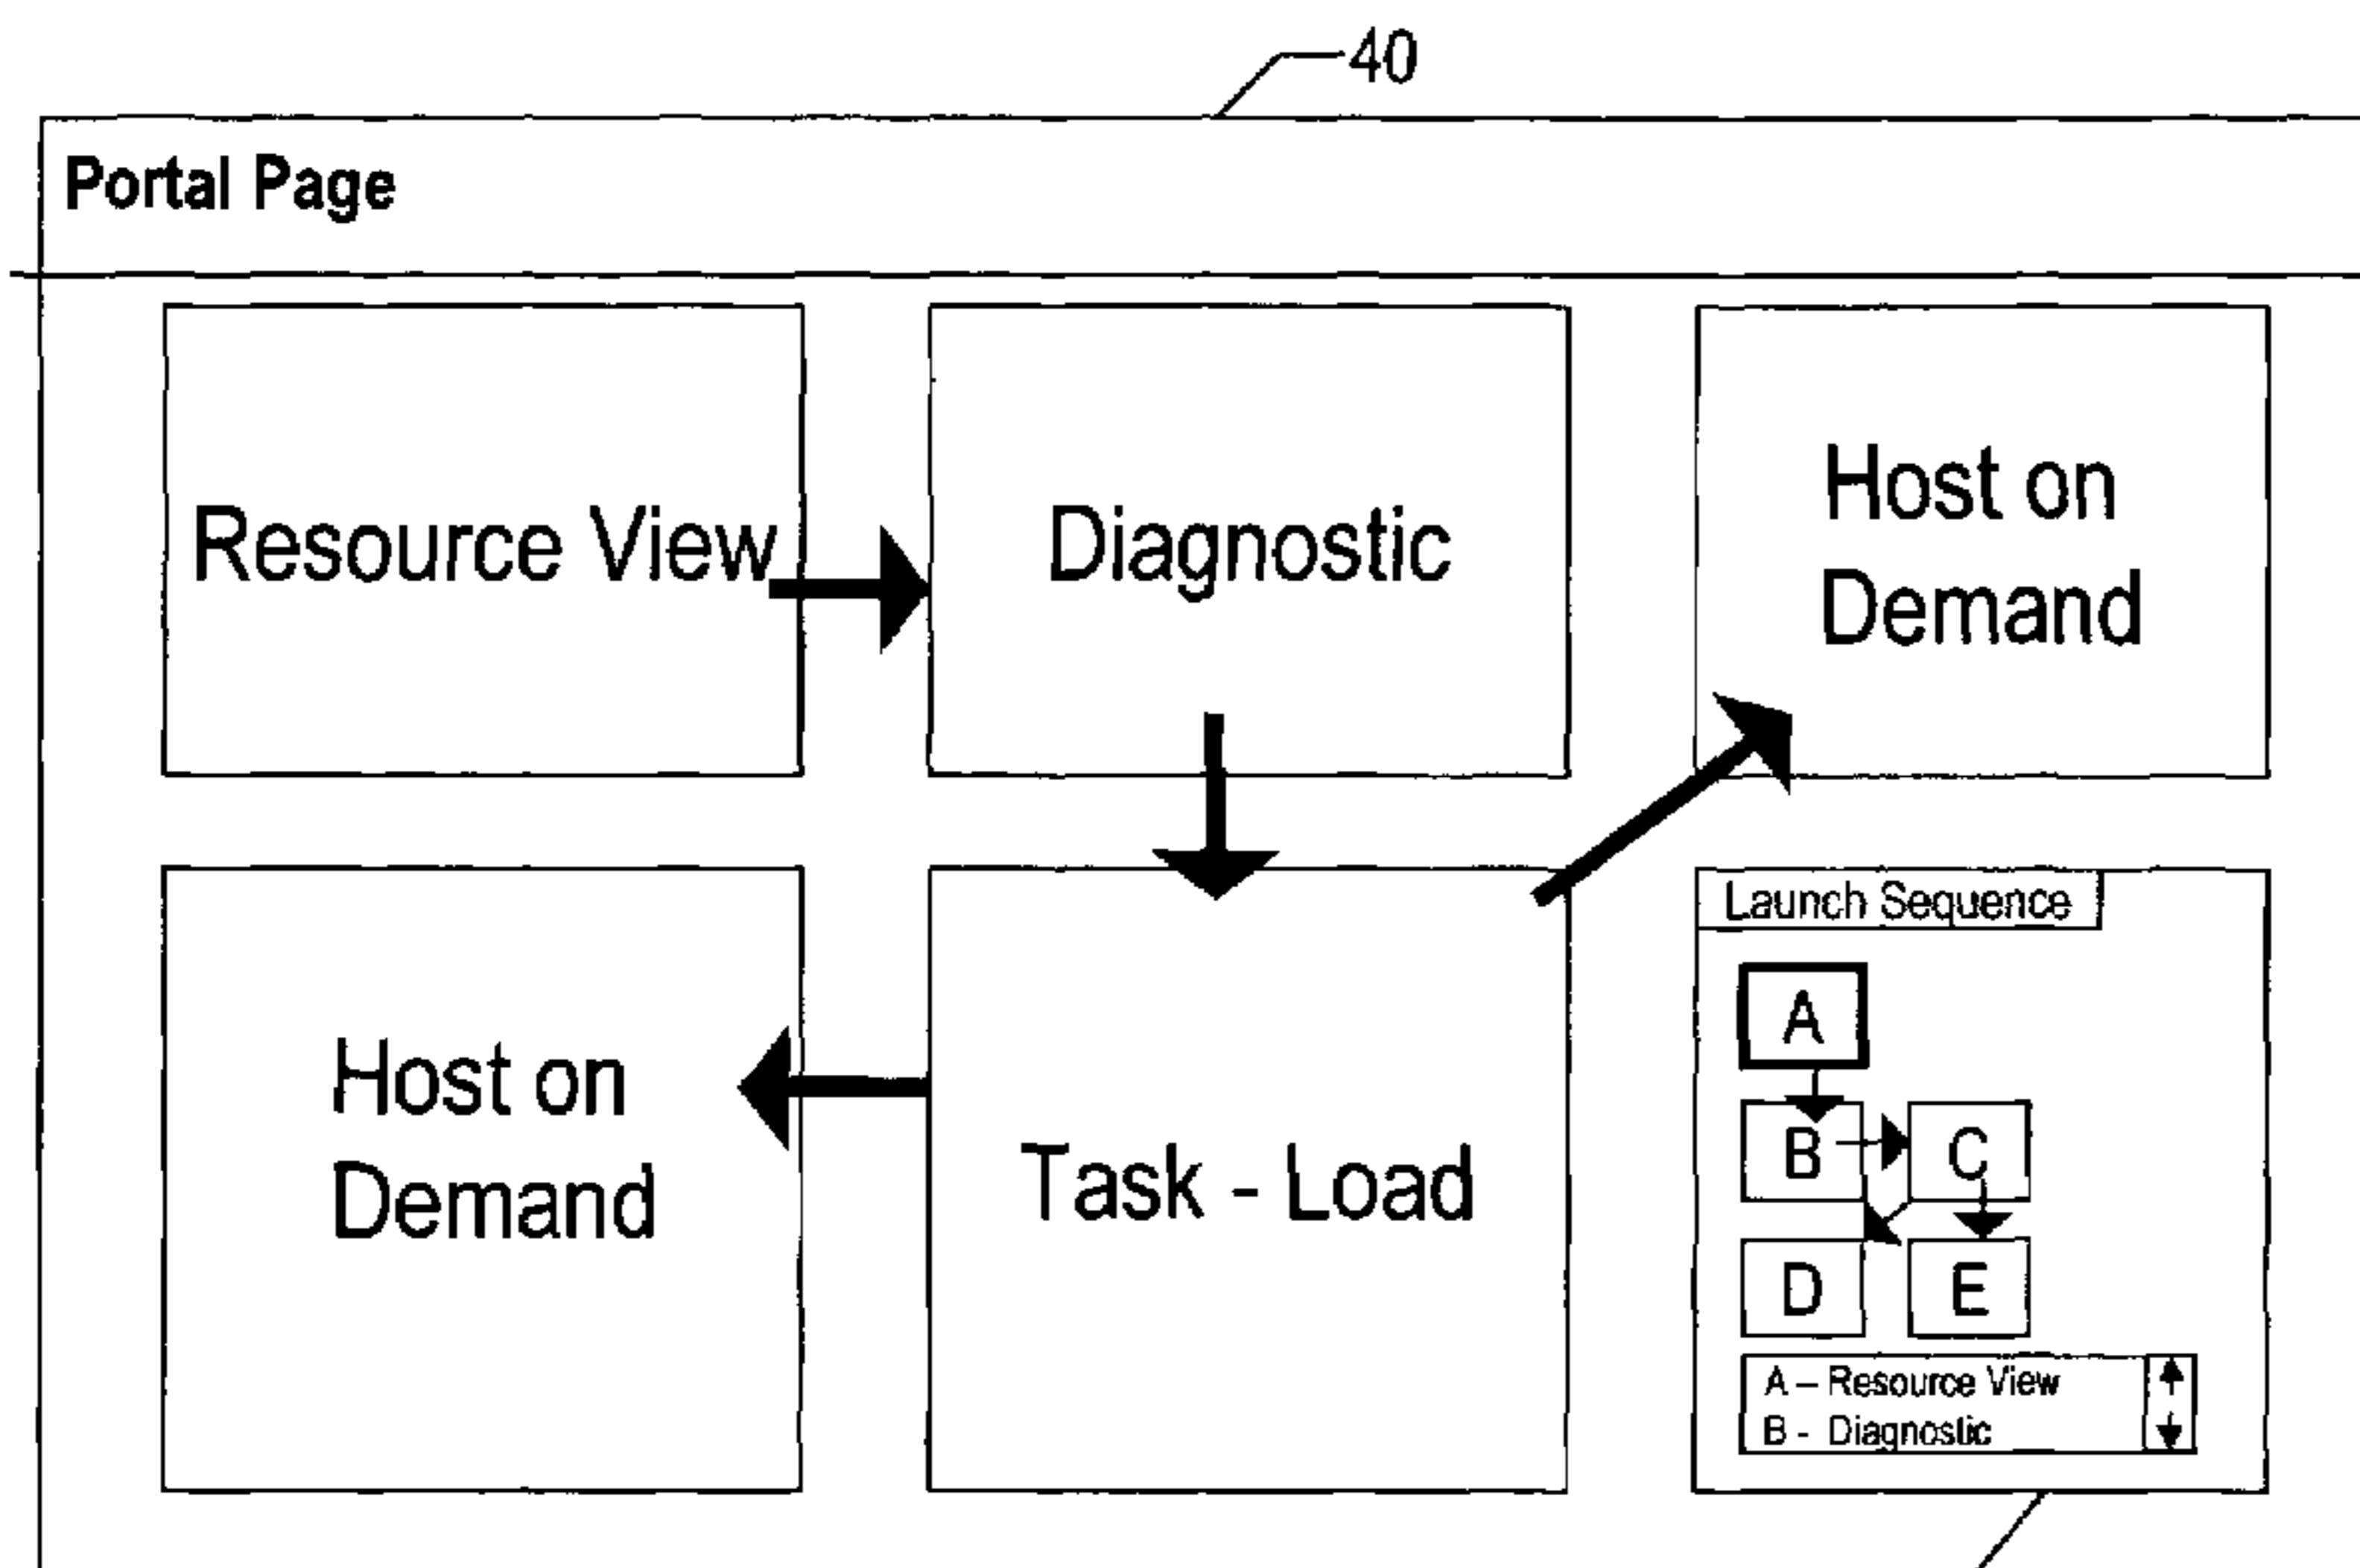 40
Portal Page
Resource View
Diagnostic
Host on
Demand
Host on
Demand
Task - Load
Launch Sequence
A
B
C
D
E
A – Resource View
B - Diagnostic